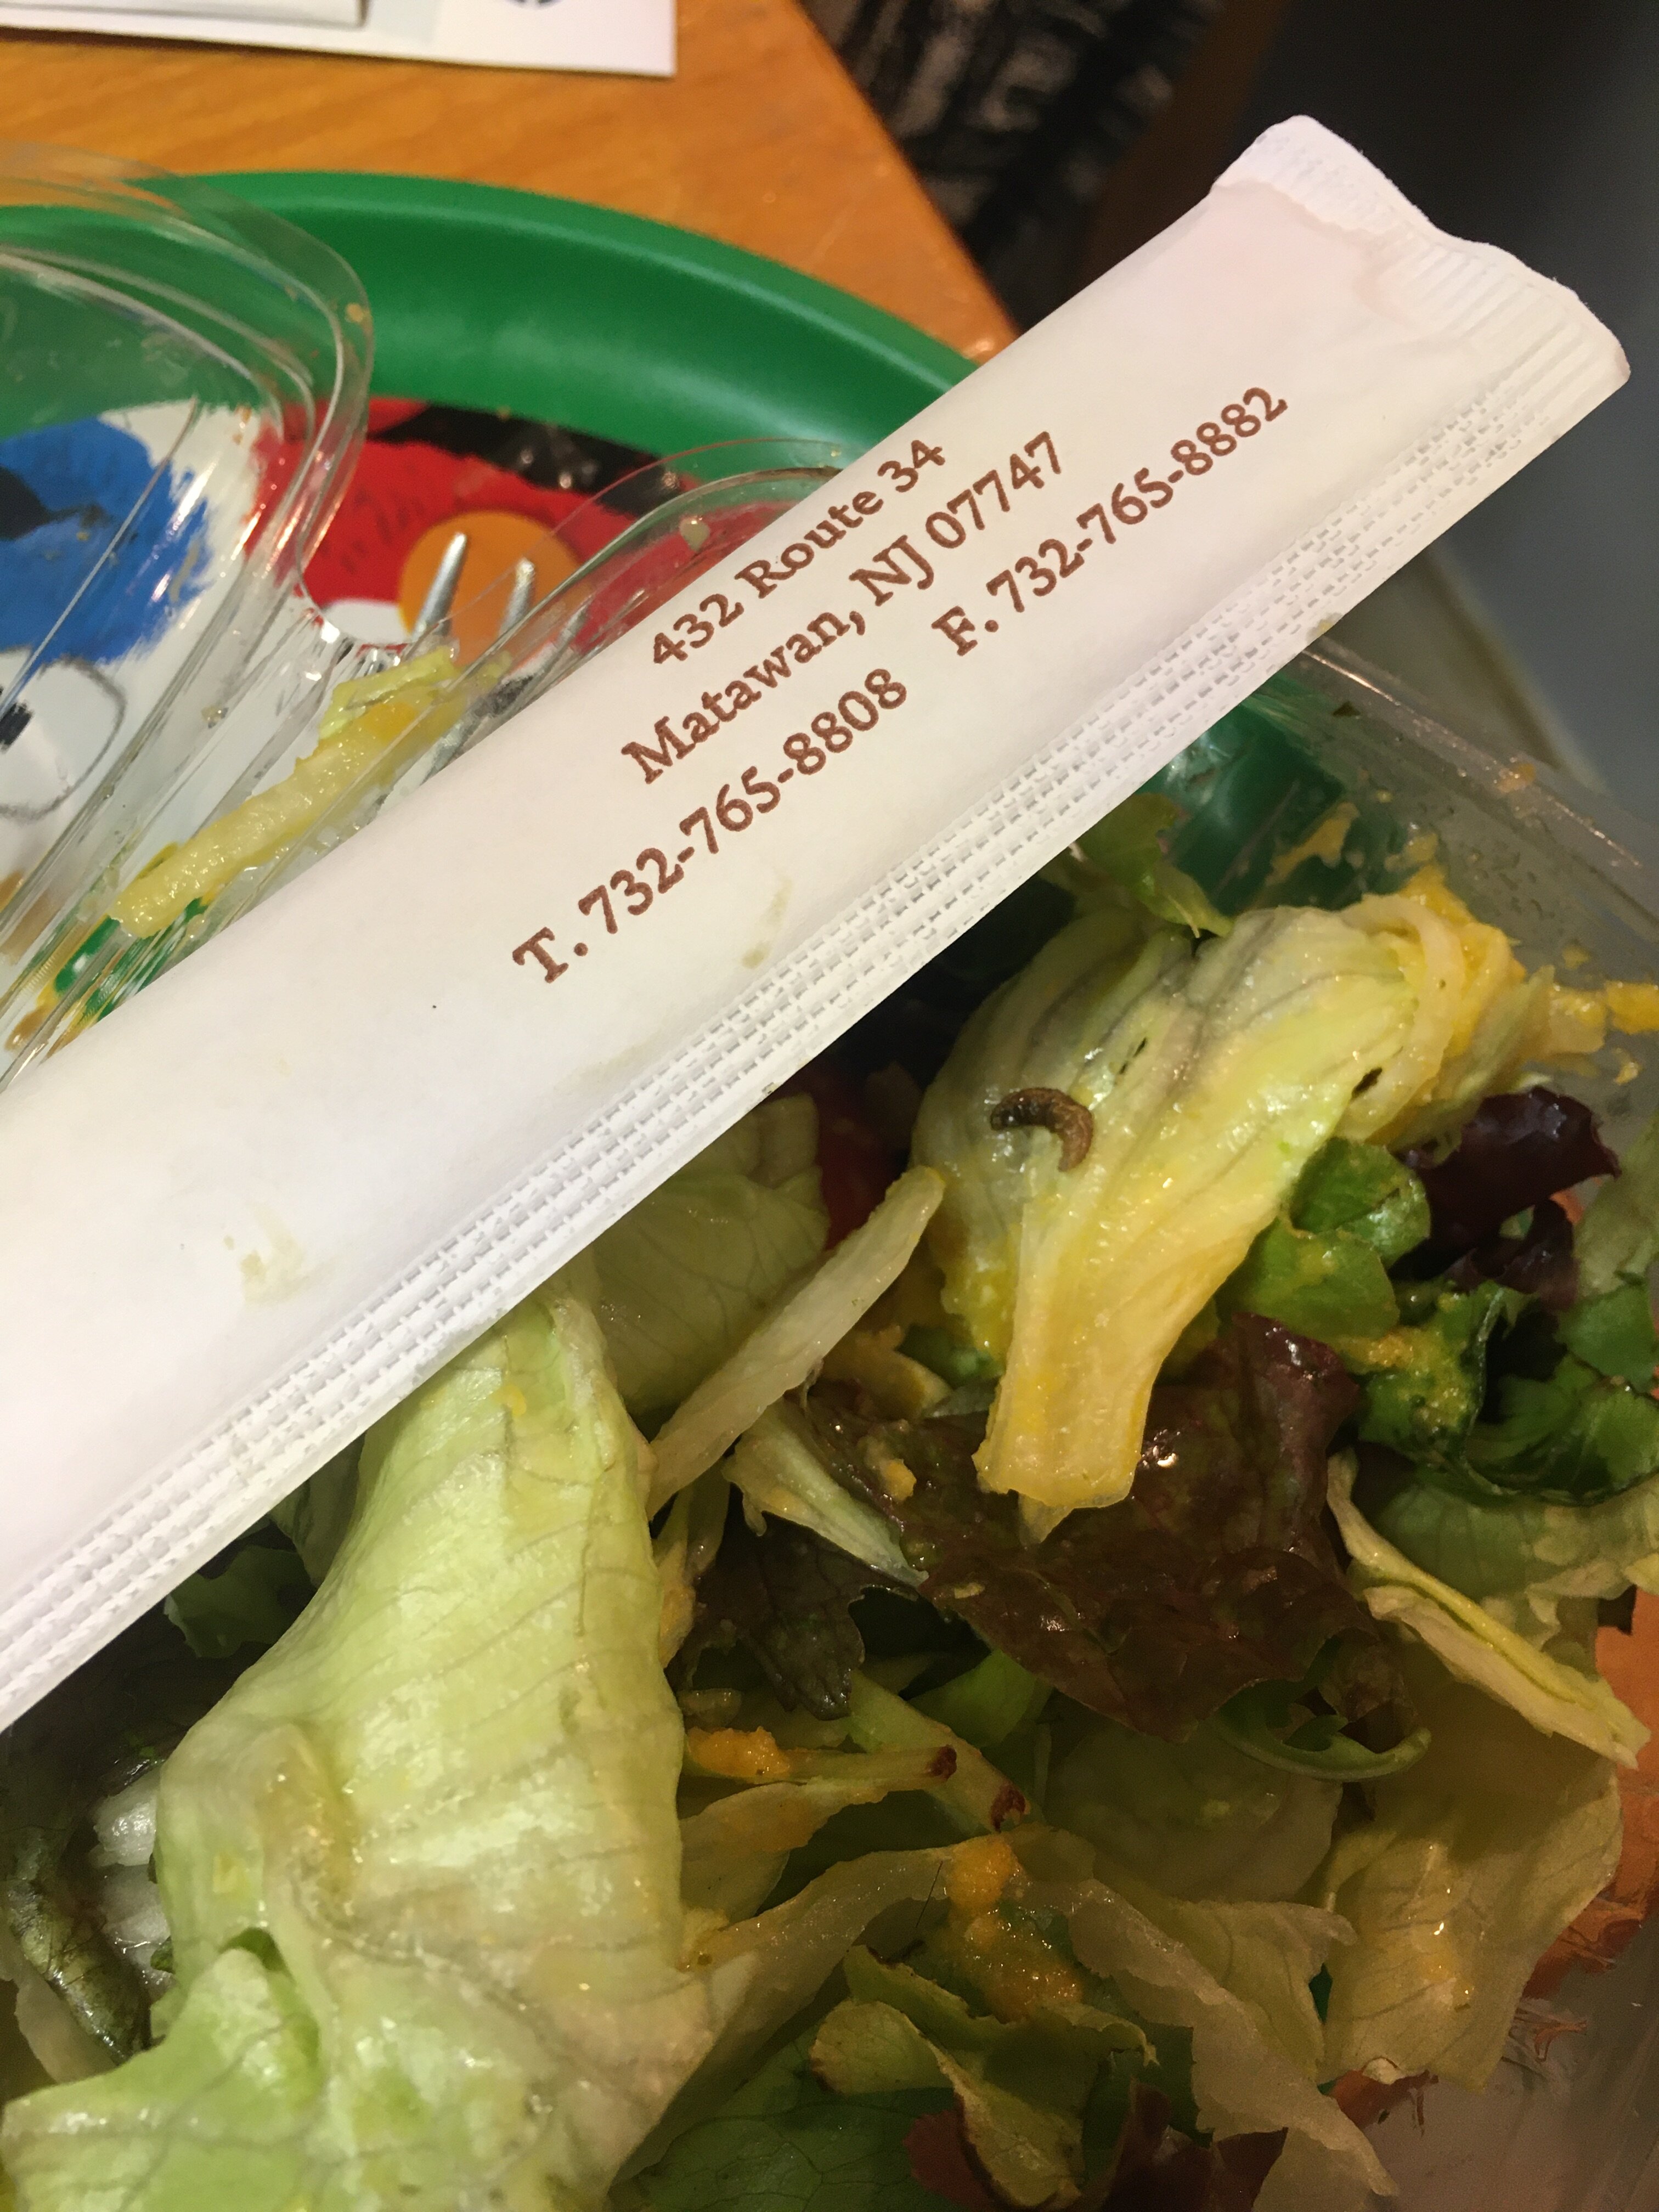 432 Route 34
Matawan, NJ 07747
T. 732-765-8808 F. 732-765-8882